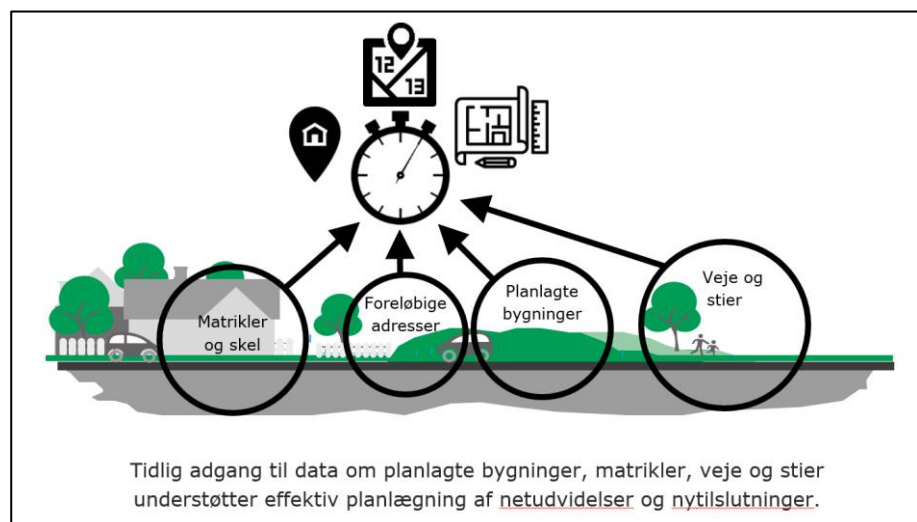 12
13
Matrikler
og skel
Foreløbige
adresser
Planlagte
bygninger
Veje og
stier
Tidlig adgang til data om planlagte bygninger, matrikler, veje og stier
understøtter effektiv planlægning af netudvidelser og nytilslutninger.